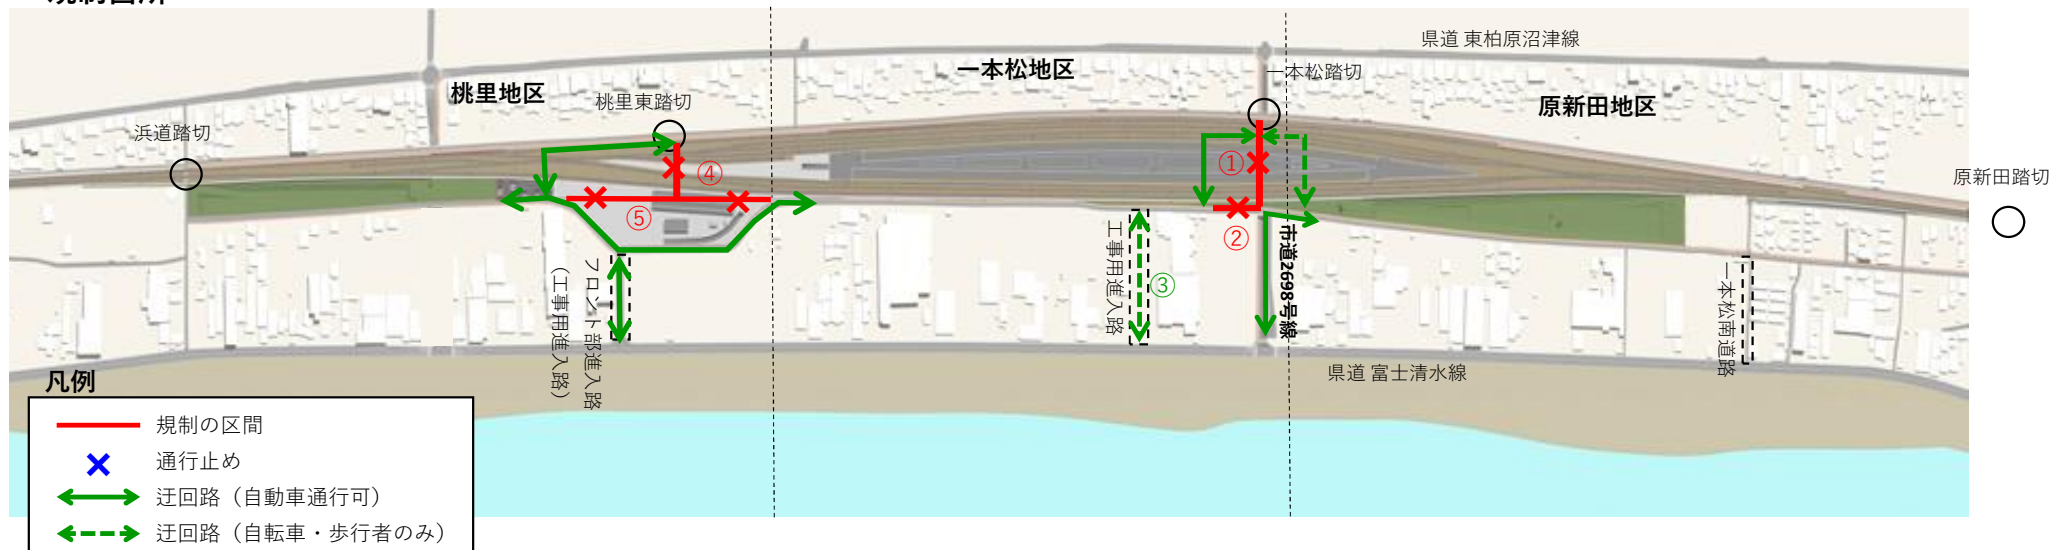 県道 東柏原沼津線
一本松地区
一本松踏切
桃里地区
桃里東踏切
原新田地区
浜道踏切
原新田踏切
①
④
⑤
②
③
市道2698号線
工事用進入路
フロント部進入路
(工事用進入路)
一本松南道路
県道 富士清水線
凡例
規制の区間
通行止め
迂回路（自動車通行可）
迂回路（自転車・歩行者のみ）